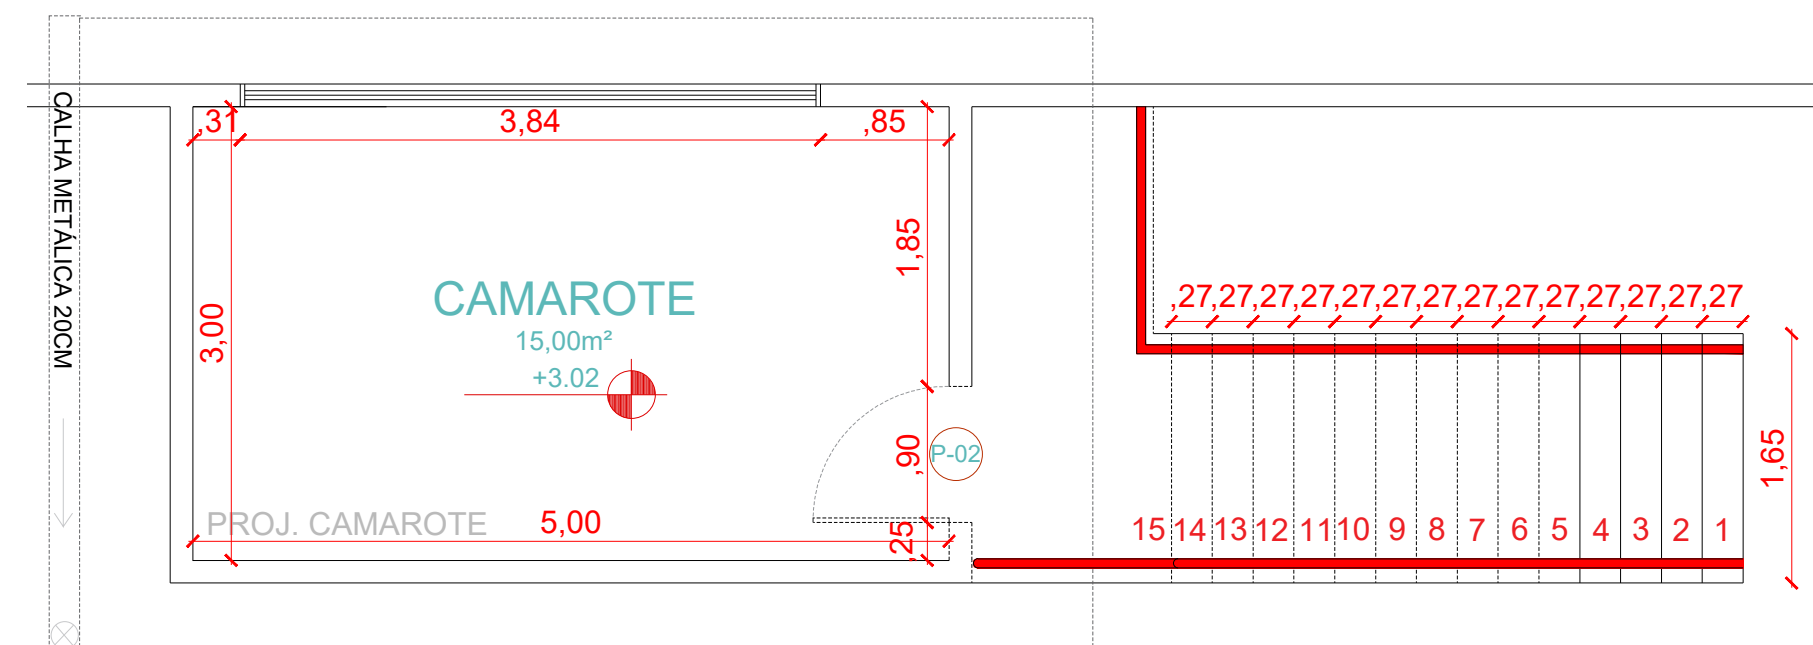 CALHA METÁLICA 20CM
,31
3,84
,85
1,85
3,00
CAMAROTE
15,00m²
+3.02
,90
P-02
PROJ. CAMAROTE
5,00
,25
,27,27,27,27,27,27,27,27,27,27,27,27,27,27
1,65
15 14 13 12 11 10 9 8 7 6 5 4 3 2 1